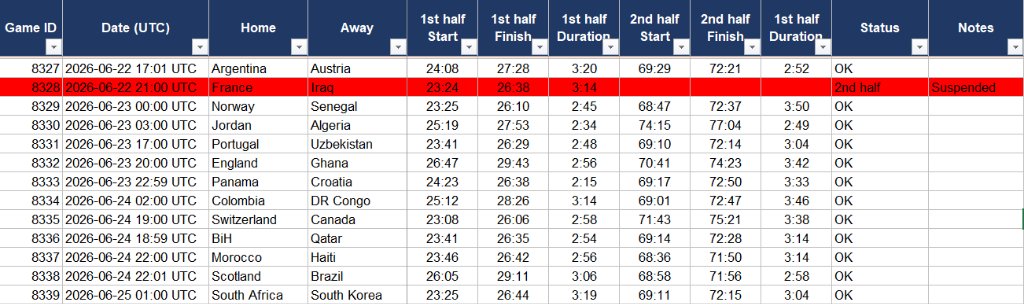 Game ID Date (UTC) Home Away 1st half Start 1st half Finish 1st half Duration 2nd half Start 2nd half Finish 1st half Duration Status Notes
8327 2026-06-22 17:01 UTC Argentina Austria 24:08 27:28 3:20 69:29 72:21 2:52 OK
8328 2026-06-22 21:00 UTC France Iraq 23:24 26:38 3:14 2nd half Suspended
8329 2026-06-23 00:00 UTC Norway Senegal 23:25 26:10 2:45 68:47 72:37 3:50 OK
8330 2026-06-23 03:00 UTC Jordan Algeria 25:19 27:53 2:34 74:15 77:04 2:49 OK
8331 2026-06-23 17:00 UTC Portugal Uzbekistan 23:41 26:29 2:48 69:10 72:14 3:04 OK
8332 2026-06-23 20:00 UTC England Ghana 26:47 29:43 2:56 70:41 74:23 3:42 OK
8333 2026-06-23 22:59 UTC Panama Croatia 24:23 26:38 2:15 69:17 72:50 3:33 OK
8334 2026-06-24 02:00 UTC Colombia DR Congo 25:12 28:26 3:14 69:01 72:47 3:46 OK
8335 2026-06-24 19:00 UTC Switzerland Canada 23:08 26:06 2:58 71:43 75:21 3:38 OK
8336 2026-06-24 18:59 UTC BiH Qatar 23:41 26:35 2:54 69:14 72:28 3:14 OK
8337 2026-06-24 22:00 UTC Morocco Haiti 23:46 26:42 2:56 68:36 71:50 3:14 OK
8338 2026-06-24 22:01 UTC Scotland Brazil 26:05 29:11 3:06 68:58 71:56 2:58 OK
8339 2026-06-25 01:00 UTC South Africa South Korea 23:25 26:44 3:19 69:11 72:15 3:04 OK